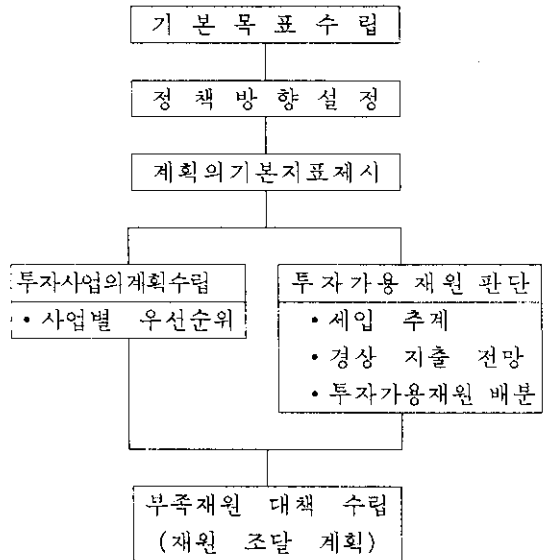 기 본 목 표 수 립
정 책 방 향 설 정
계획의기본지표제시
투자사업의계획수립
• 사업별 우선순위
투자가용 재원 판단
• 세입 추계
• 경상 지출 전망
• 투자가용재원 배분
부족재원 대책 수립
(재원 조달 계획)